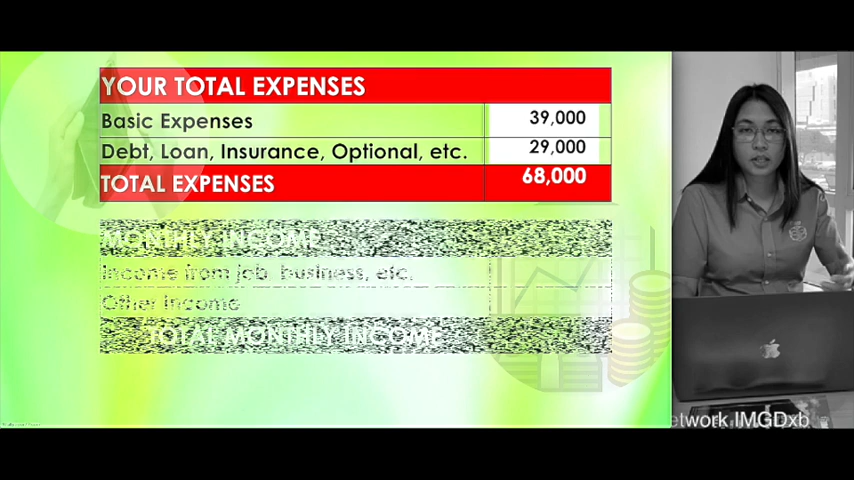 YOUR TOTAL EXPENSES
Basic Expenses 39,000
Debt, Loan, Insurance, Optional, etc. 29,000
TOTAL EXPENSES 68,000
MONTHLY INCOME
Income from job business, etc.
Other Income
TOTAL MONTHLY INCOME
etwork IMGDxb